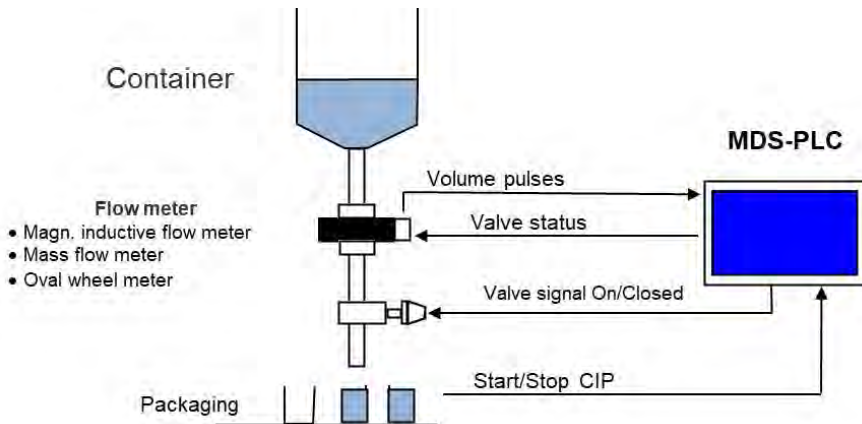 Container
MDS-PLC
Volume pulses
Flow meter
• Magn. inductive flow meter
• Mass flow meter
• Oval wheel meter
Valve status
Valve signal On/Closed
Start/Stop CIP
Packaging